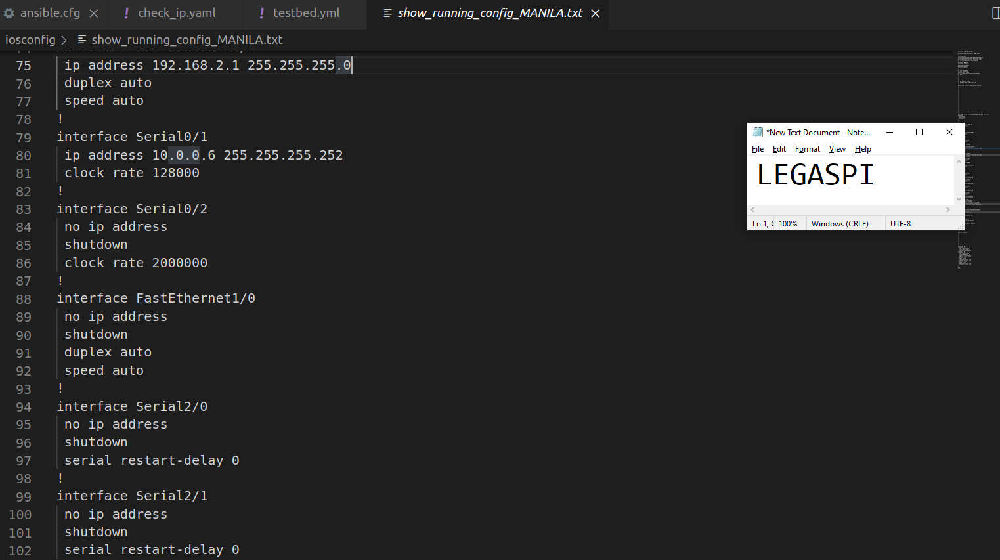 ansible.cfg
check_ip.yaml
testbed.yml
show_running_config_MANILA.txt
iosconfig > show_running_config_MANILA.txt
75 ip address 192.168.2.1 255.255.255.0
76 duplex auto
77 speed auto
78 !
79 interface Serial0/1
80 ip address 10.0.0.6 255.255.255.252
81 clock rate 128000
82 !
83 interface Serial0/2
84 no ip address
85 shutdown
86 clock rate 2000000
87 !
88 interface FastEthernet1/0
89 no ip address
90 shutdown
91 duplex auto
92 speed auto
93 !
94 interface Serial2/0
95 no ip address
96 shutdown
97 serial restart-delay 0
98 !
99 interface Serial2/1
100 no ip address
101 shutdown
102 serial restart-delay 0
*New Text Document - Note...
File Edit Format View Help
LEGASPI
Ln 1, 100% Windows (CRLF) UTF-8